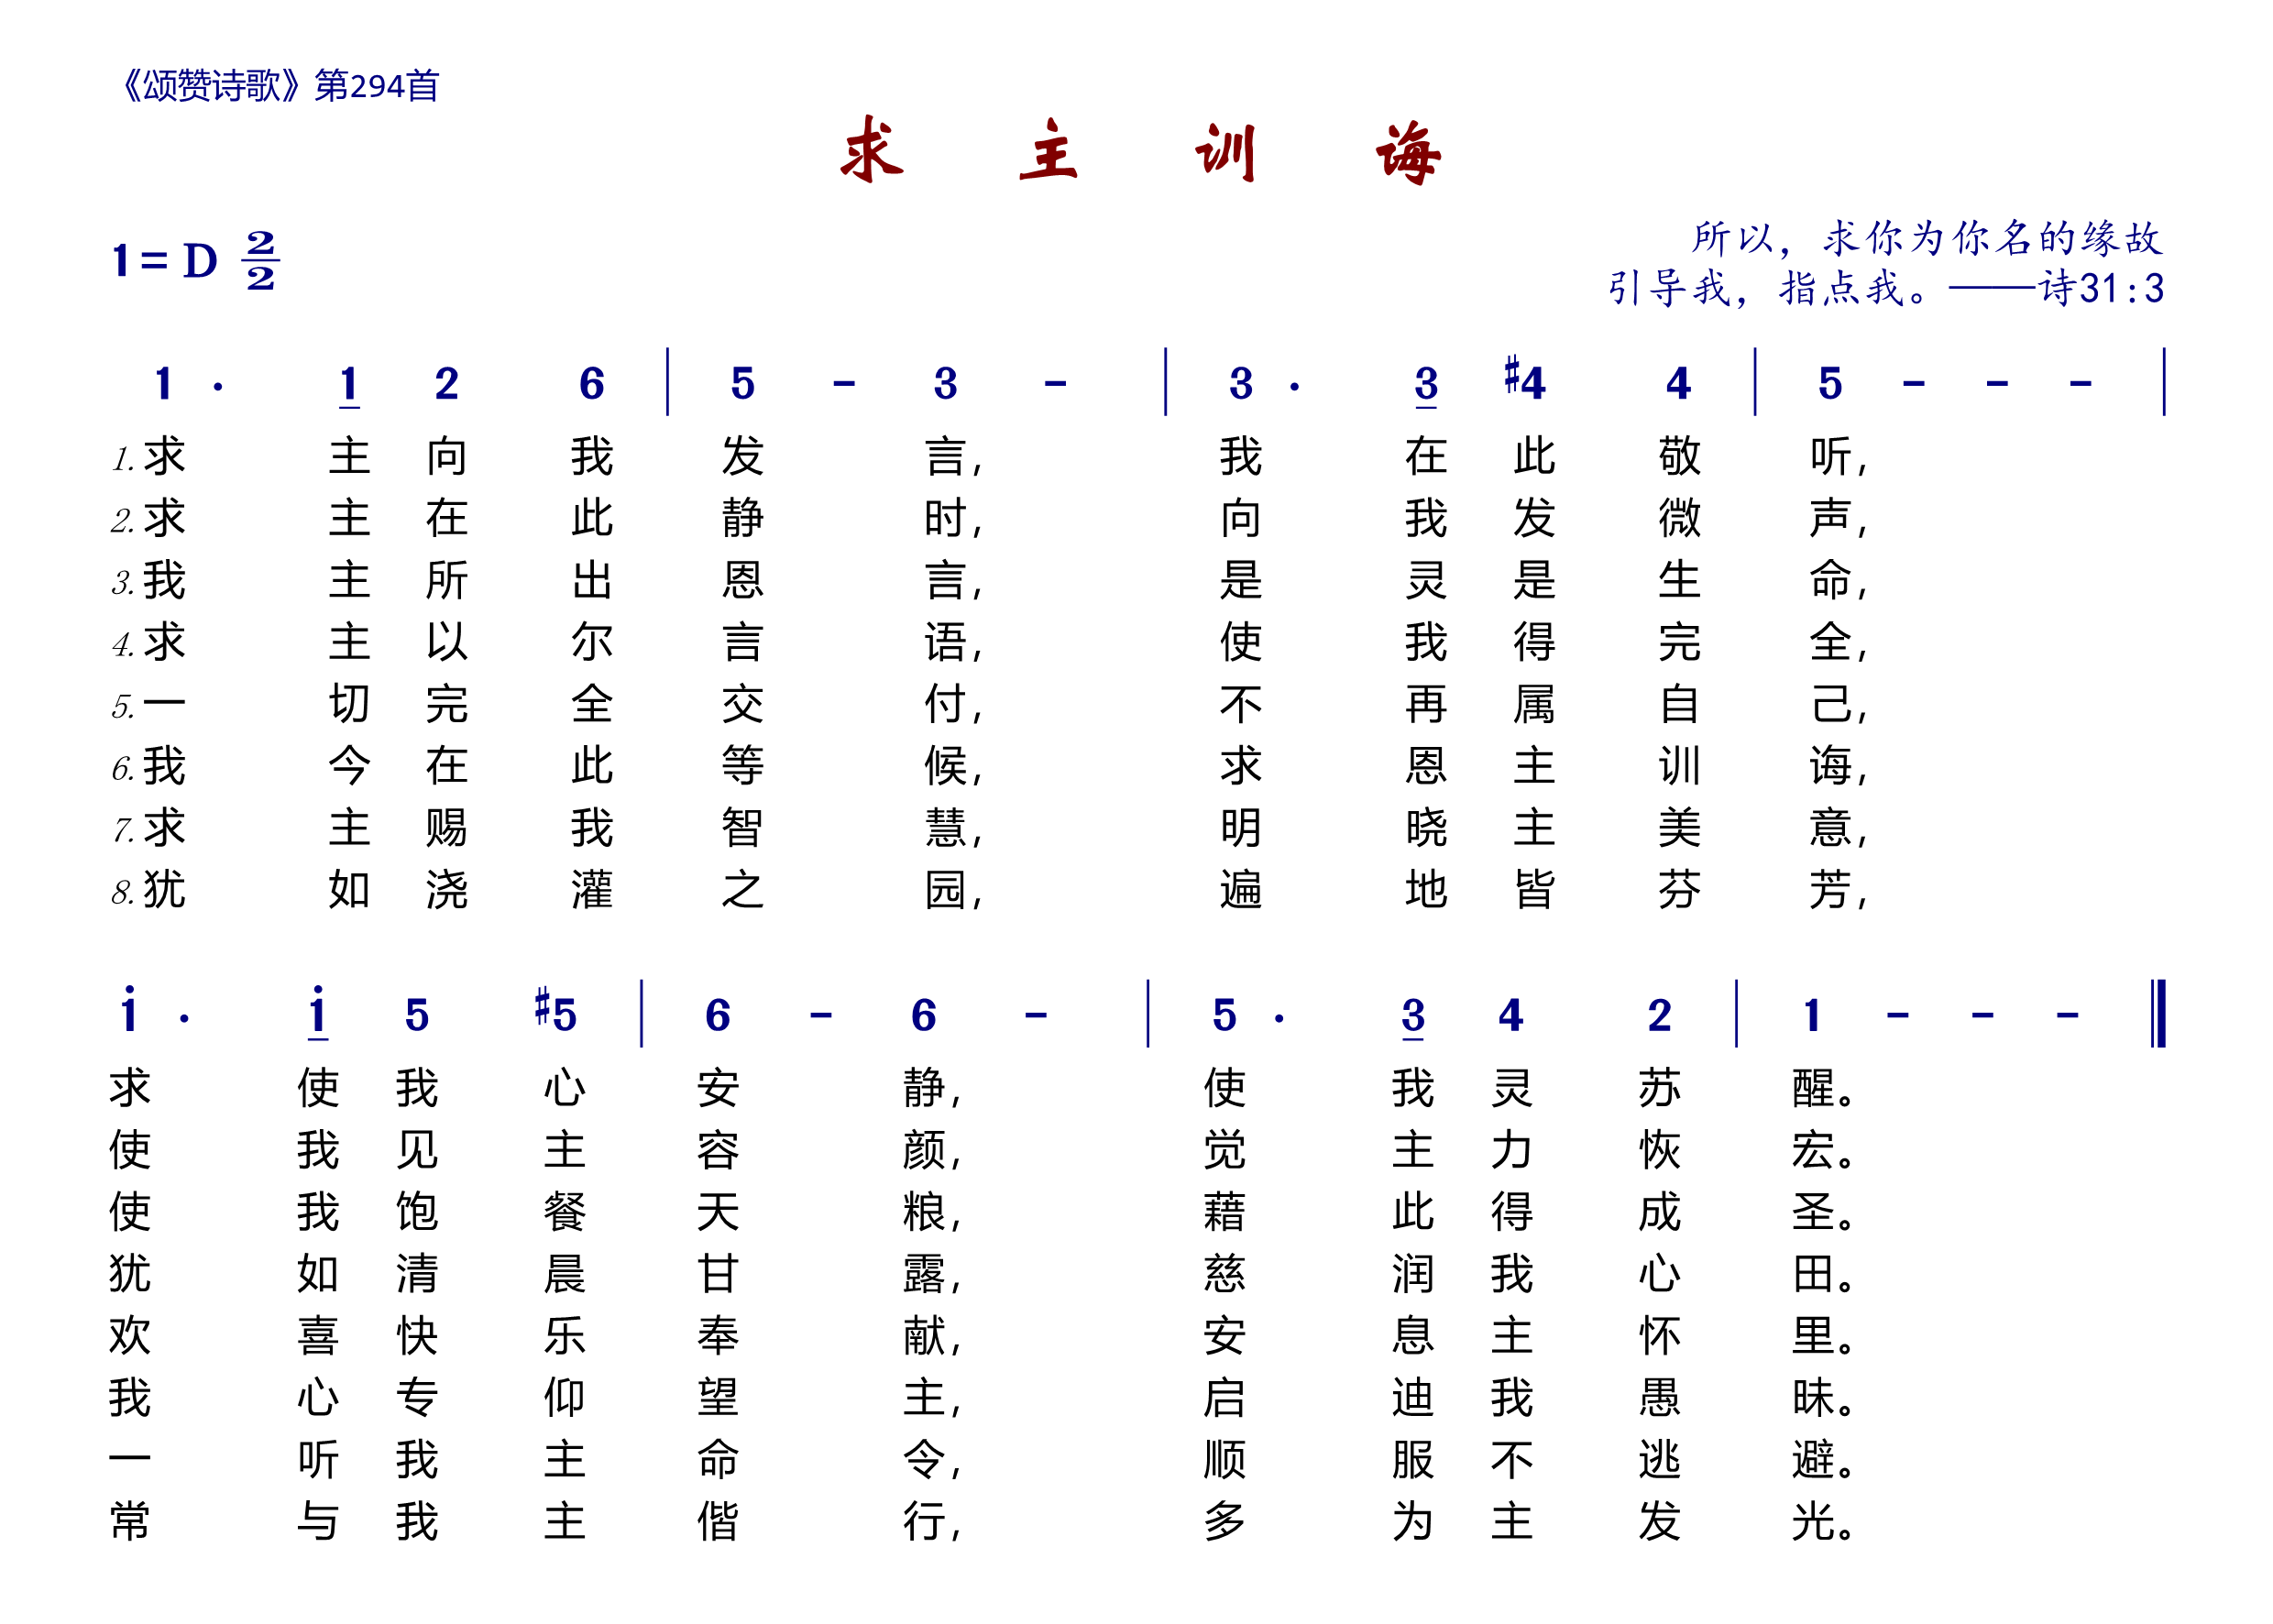 《颂赞诗歌》第294首
求主训诲
1=D 2/2
所以，求你为你名的缘故
引导我，指点我。——诗31:3
1 · 1 2 6 | 5 - 3 - | 3 · 3 #4 4 | 5 - - - |
1.求主向我发言，我在此敬听，
2.求主在此静时，向我发微声，
3.我主所出恩言，是灵是生命，
4.求主以尔言语，使我得完全，
5.一切完全交付，不再属自己，
6.我今在此等候，求恩主训诲，
7.求主赐我智慧，明晓主美意，
8.犹如浇灌之园，遍地皆芬芳，
i · i 5 #5 | 6 - 6 - | 5 · 3 4 2 | 1 - - - ‖
求使我心安静，使我灵苏醒。
使我见主容颜，觉主力恢宏。
使我饱餐天粮，藉此得成圣。
犹如清晨甘露，慈润我心田。
欢喜快乐奉献，安息主怀里。
我心专仰望主，启迪我愚昧。
一听我主命令，顺服不逃避。
常与我主偕行，多为主发光。